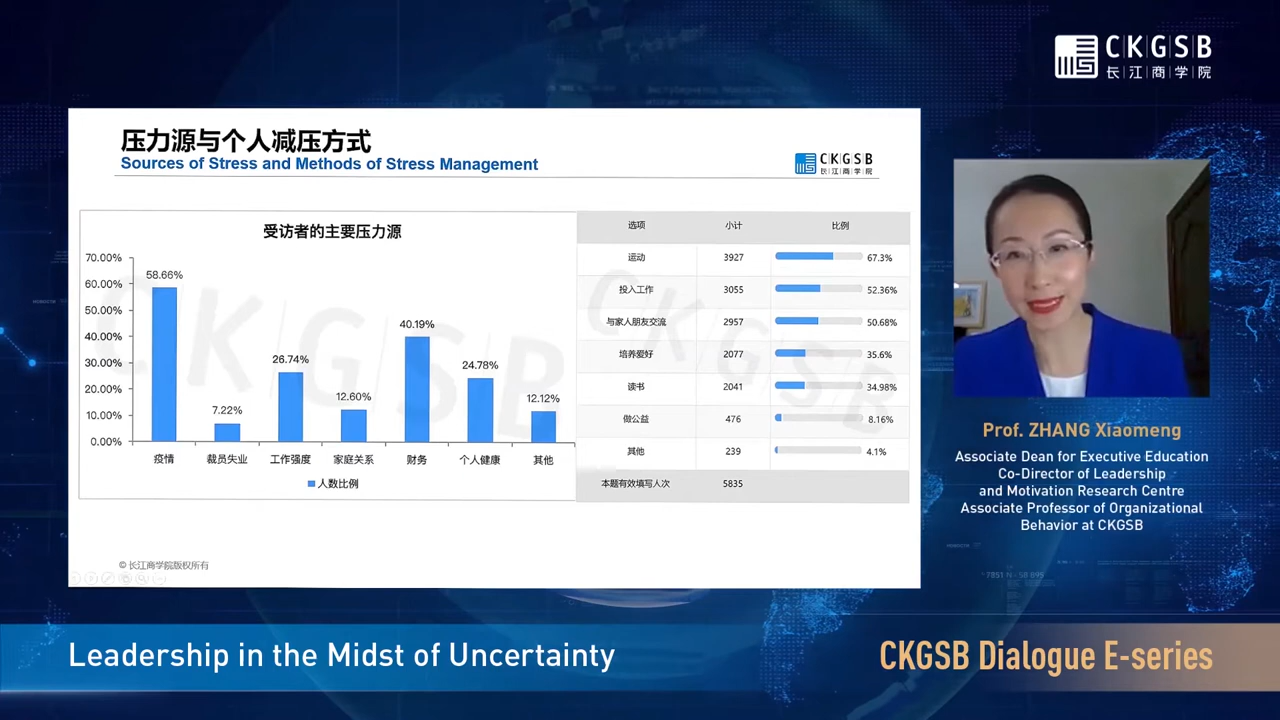 CKGSB
长江商学院
压力源与个人减压方式
Sources of Stress and Methods of Stress Management
CKGSB
长江商学院
受访者的主要压力源
70.00%
60.00%
50.00%
40.00%
30.00%
20.00%
10.00%
0.00%
58.66%
7.22%
26.74%
12.60%
40.19%
24.78%
12.12%
疫情 裁员失业 工作强度 家庭关系 财务 个人健康 其他
人数比例
选项 小计 比例
运动 3927 67.3%
投入工作 3055 52.36%
与家人朋友交流 2957 50.68%
培养爱好 2077 35.6%
读书 2041 34.98%
做公益 476 8.16%
其他 239 4.1%
本题有效填写人次 5835
CKGSB
CKGSB
© 长江商学院版权所有
Prof. ZHANG Xiaomeng
Associate Dean for Executive Education
Co-Director of Leadership
and Motivation Research Centre
Associate Professor of Organizational
Behavior at CKGSB
Leadership in the Midst of Uncertainty
CKGSB Dialogue E-series